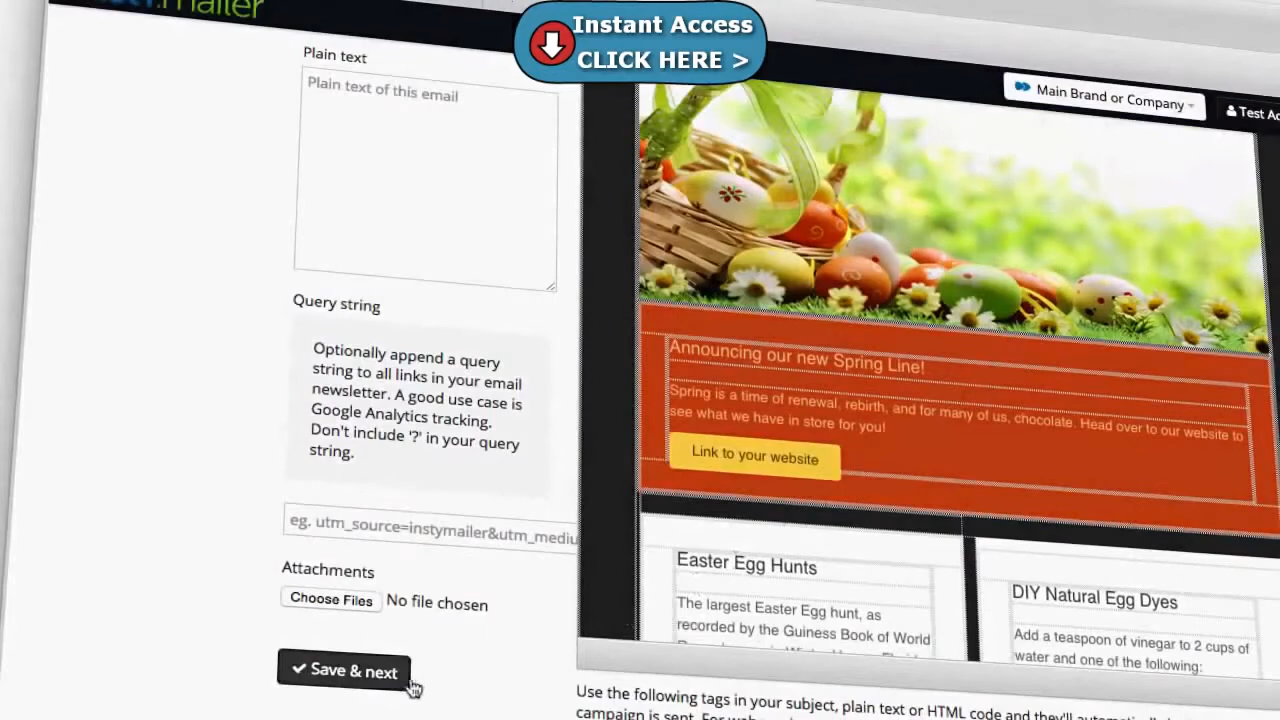 mailer
Instant Access
CLICK HERE >
Plain text
Plain text of this email
Main Brand or Company
Test
Query string
Optionally append a query
string to all links in your email
newsletter. A good use case is
Google Analytics tracking.
Don't include '?' in your query
string.
eg. utm_source=instymailer&utm_mediu
Attachments
Choose Files No file chosen
Save & next
Announcing our new Spring Line!
Spring is a time of renewal, rebirth, and for many of us, chocolate. Head over to our website to
see what we have in store for you!
Link to your website
Easter Egg Hunts
The largest Easter Egg hunt, as
recorded by the Guiness Book of World
DIY Natural Egg Dyes
Add a teaspoon of vinegar to 2 cups of
water and one of the following:
Use the following tags in your subject, plain text or HTML code and they'll
campaign is sent. For